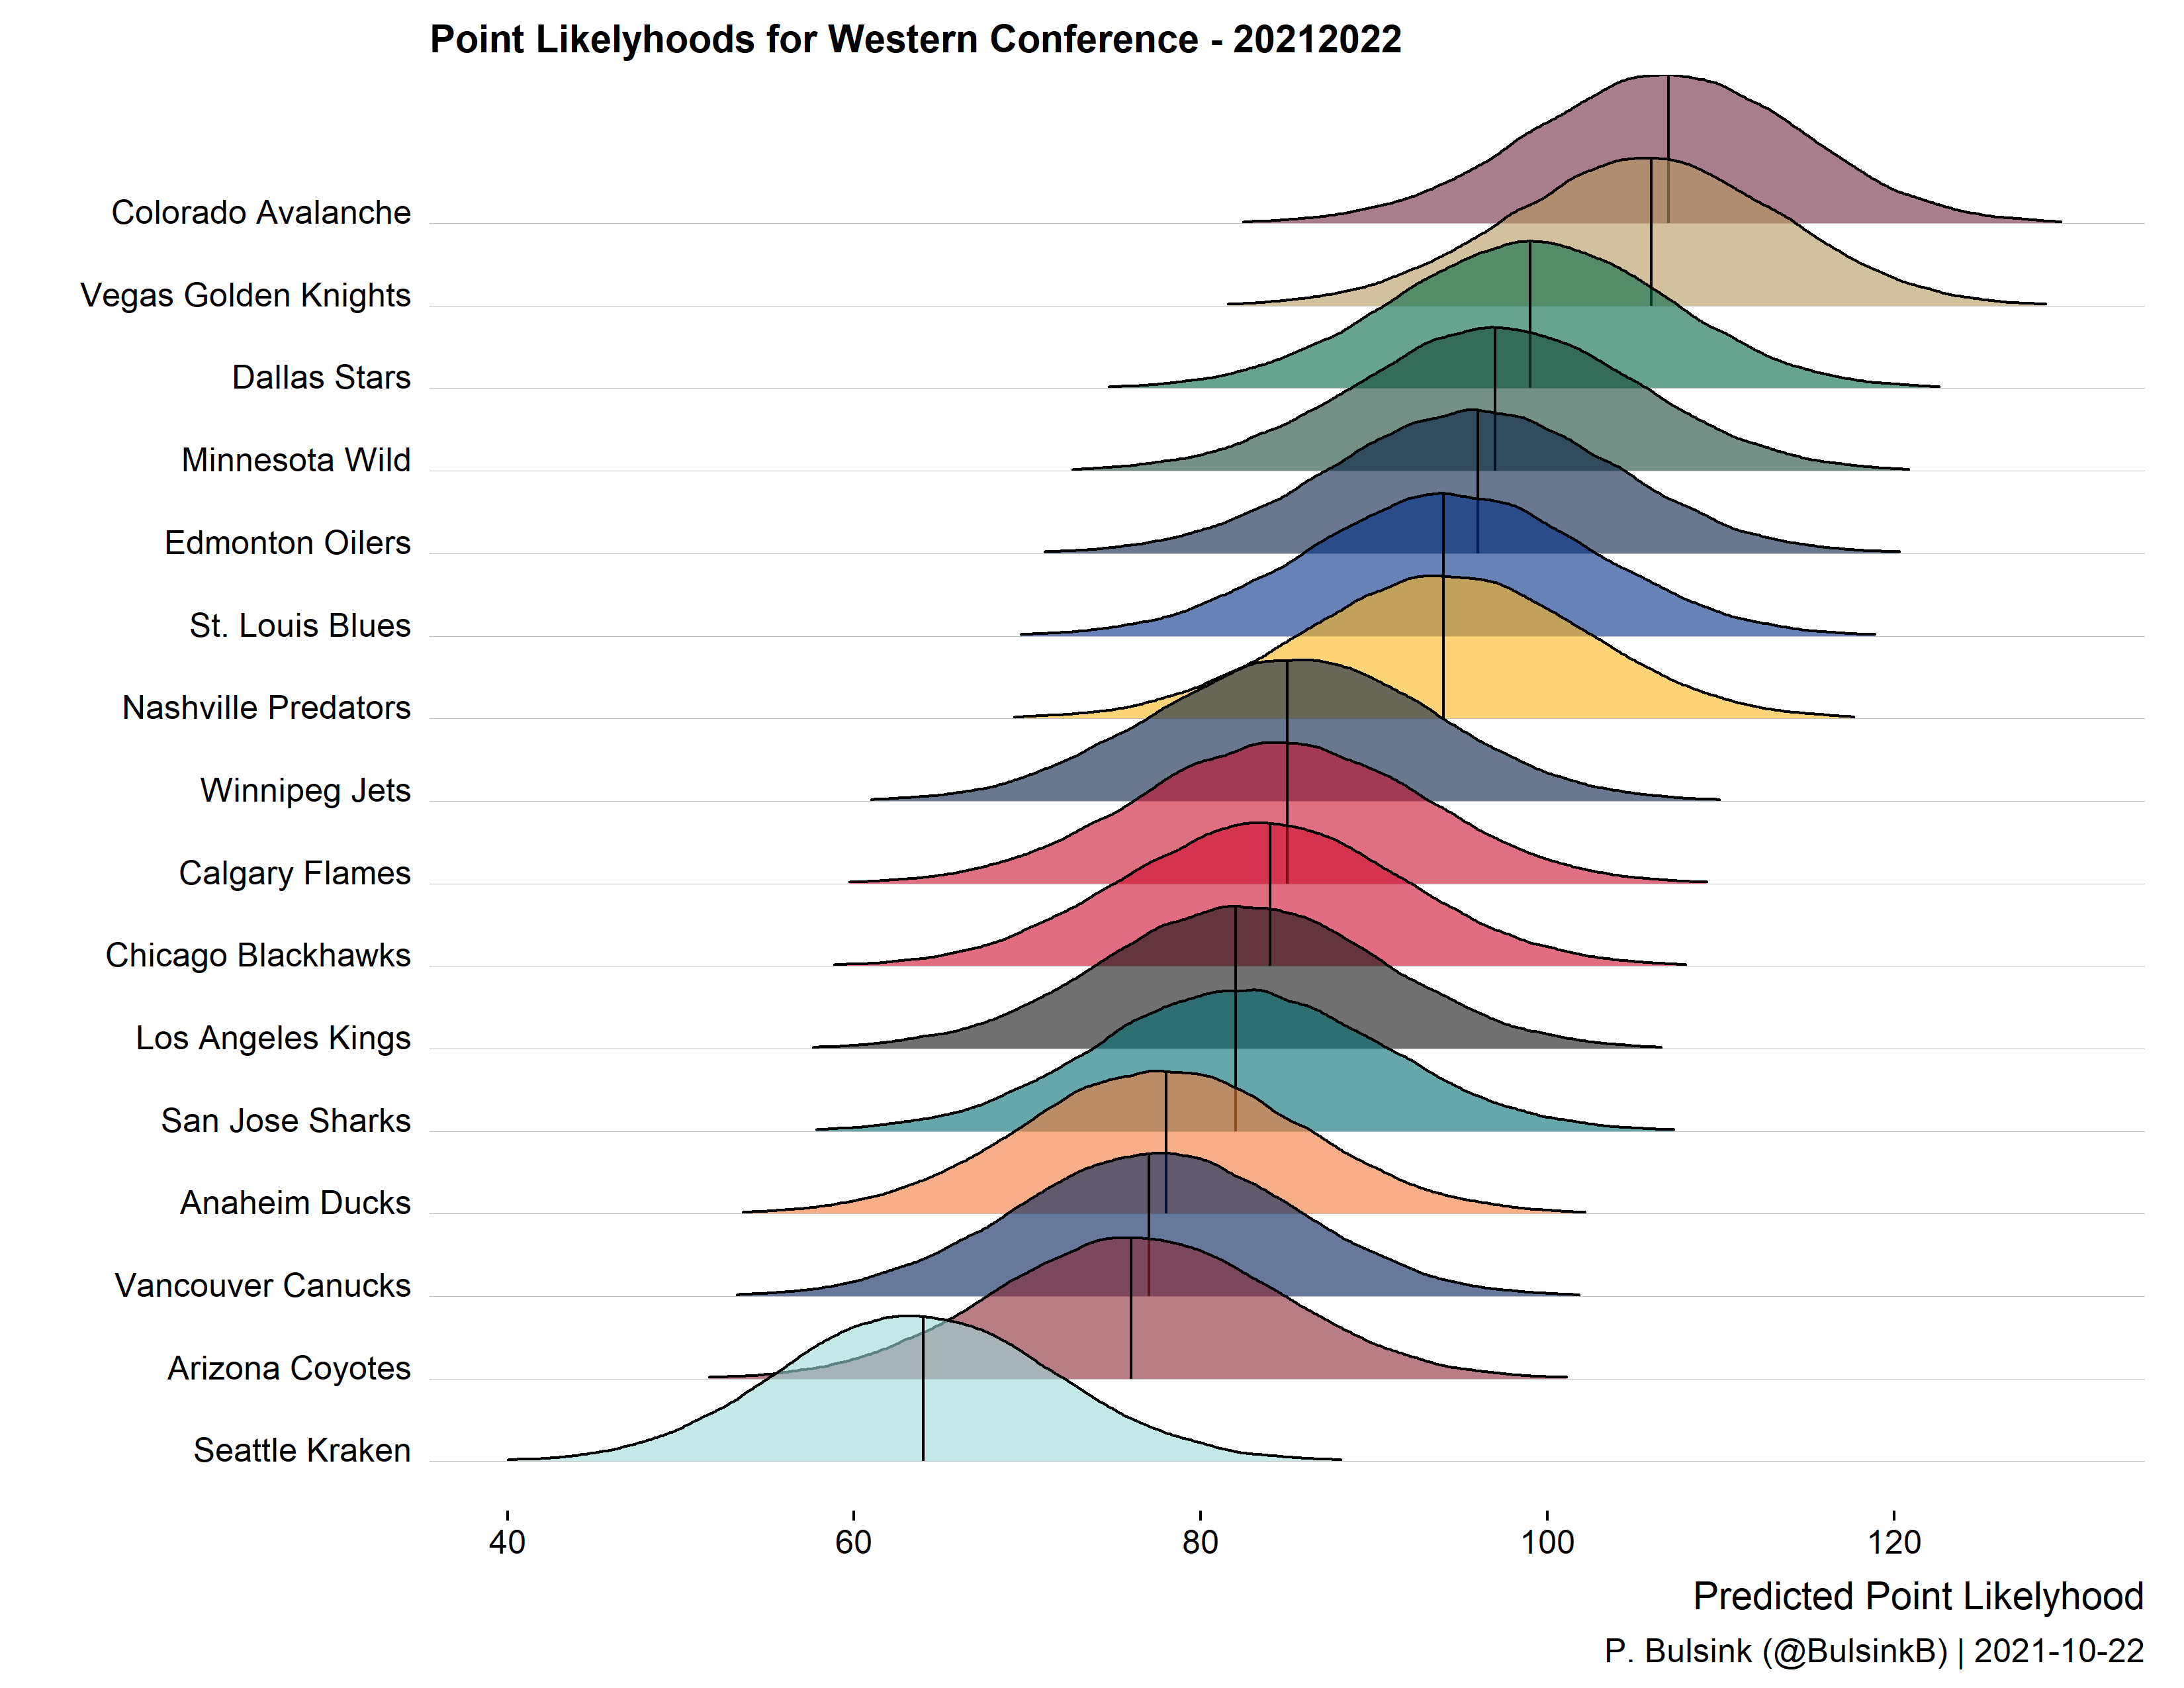 Point Likelyhoods for Western Conference - 20212022
Colorado Avalanche
Vegas Golden Knights
Dallas Stars
Minnesota Wild
Edmonton Oilers
St. Louis Blues
Nashville Predators
Winnipeg Jets
Calgary Flames
Chicago Blackhawks
Los Angeles Kings
San Jose Sharks
Anaheim Ducks
Vancouver Canucks
Arizona Coyotes
Seattle Kraken
40 60 80 100 120
Predicted Point Likelyhood
P. Bulsink (@BulsinkB) | 2021-10-22